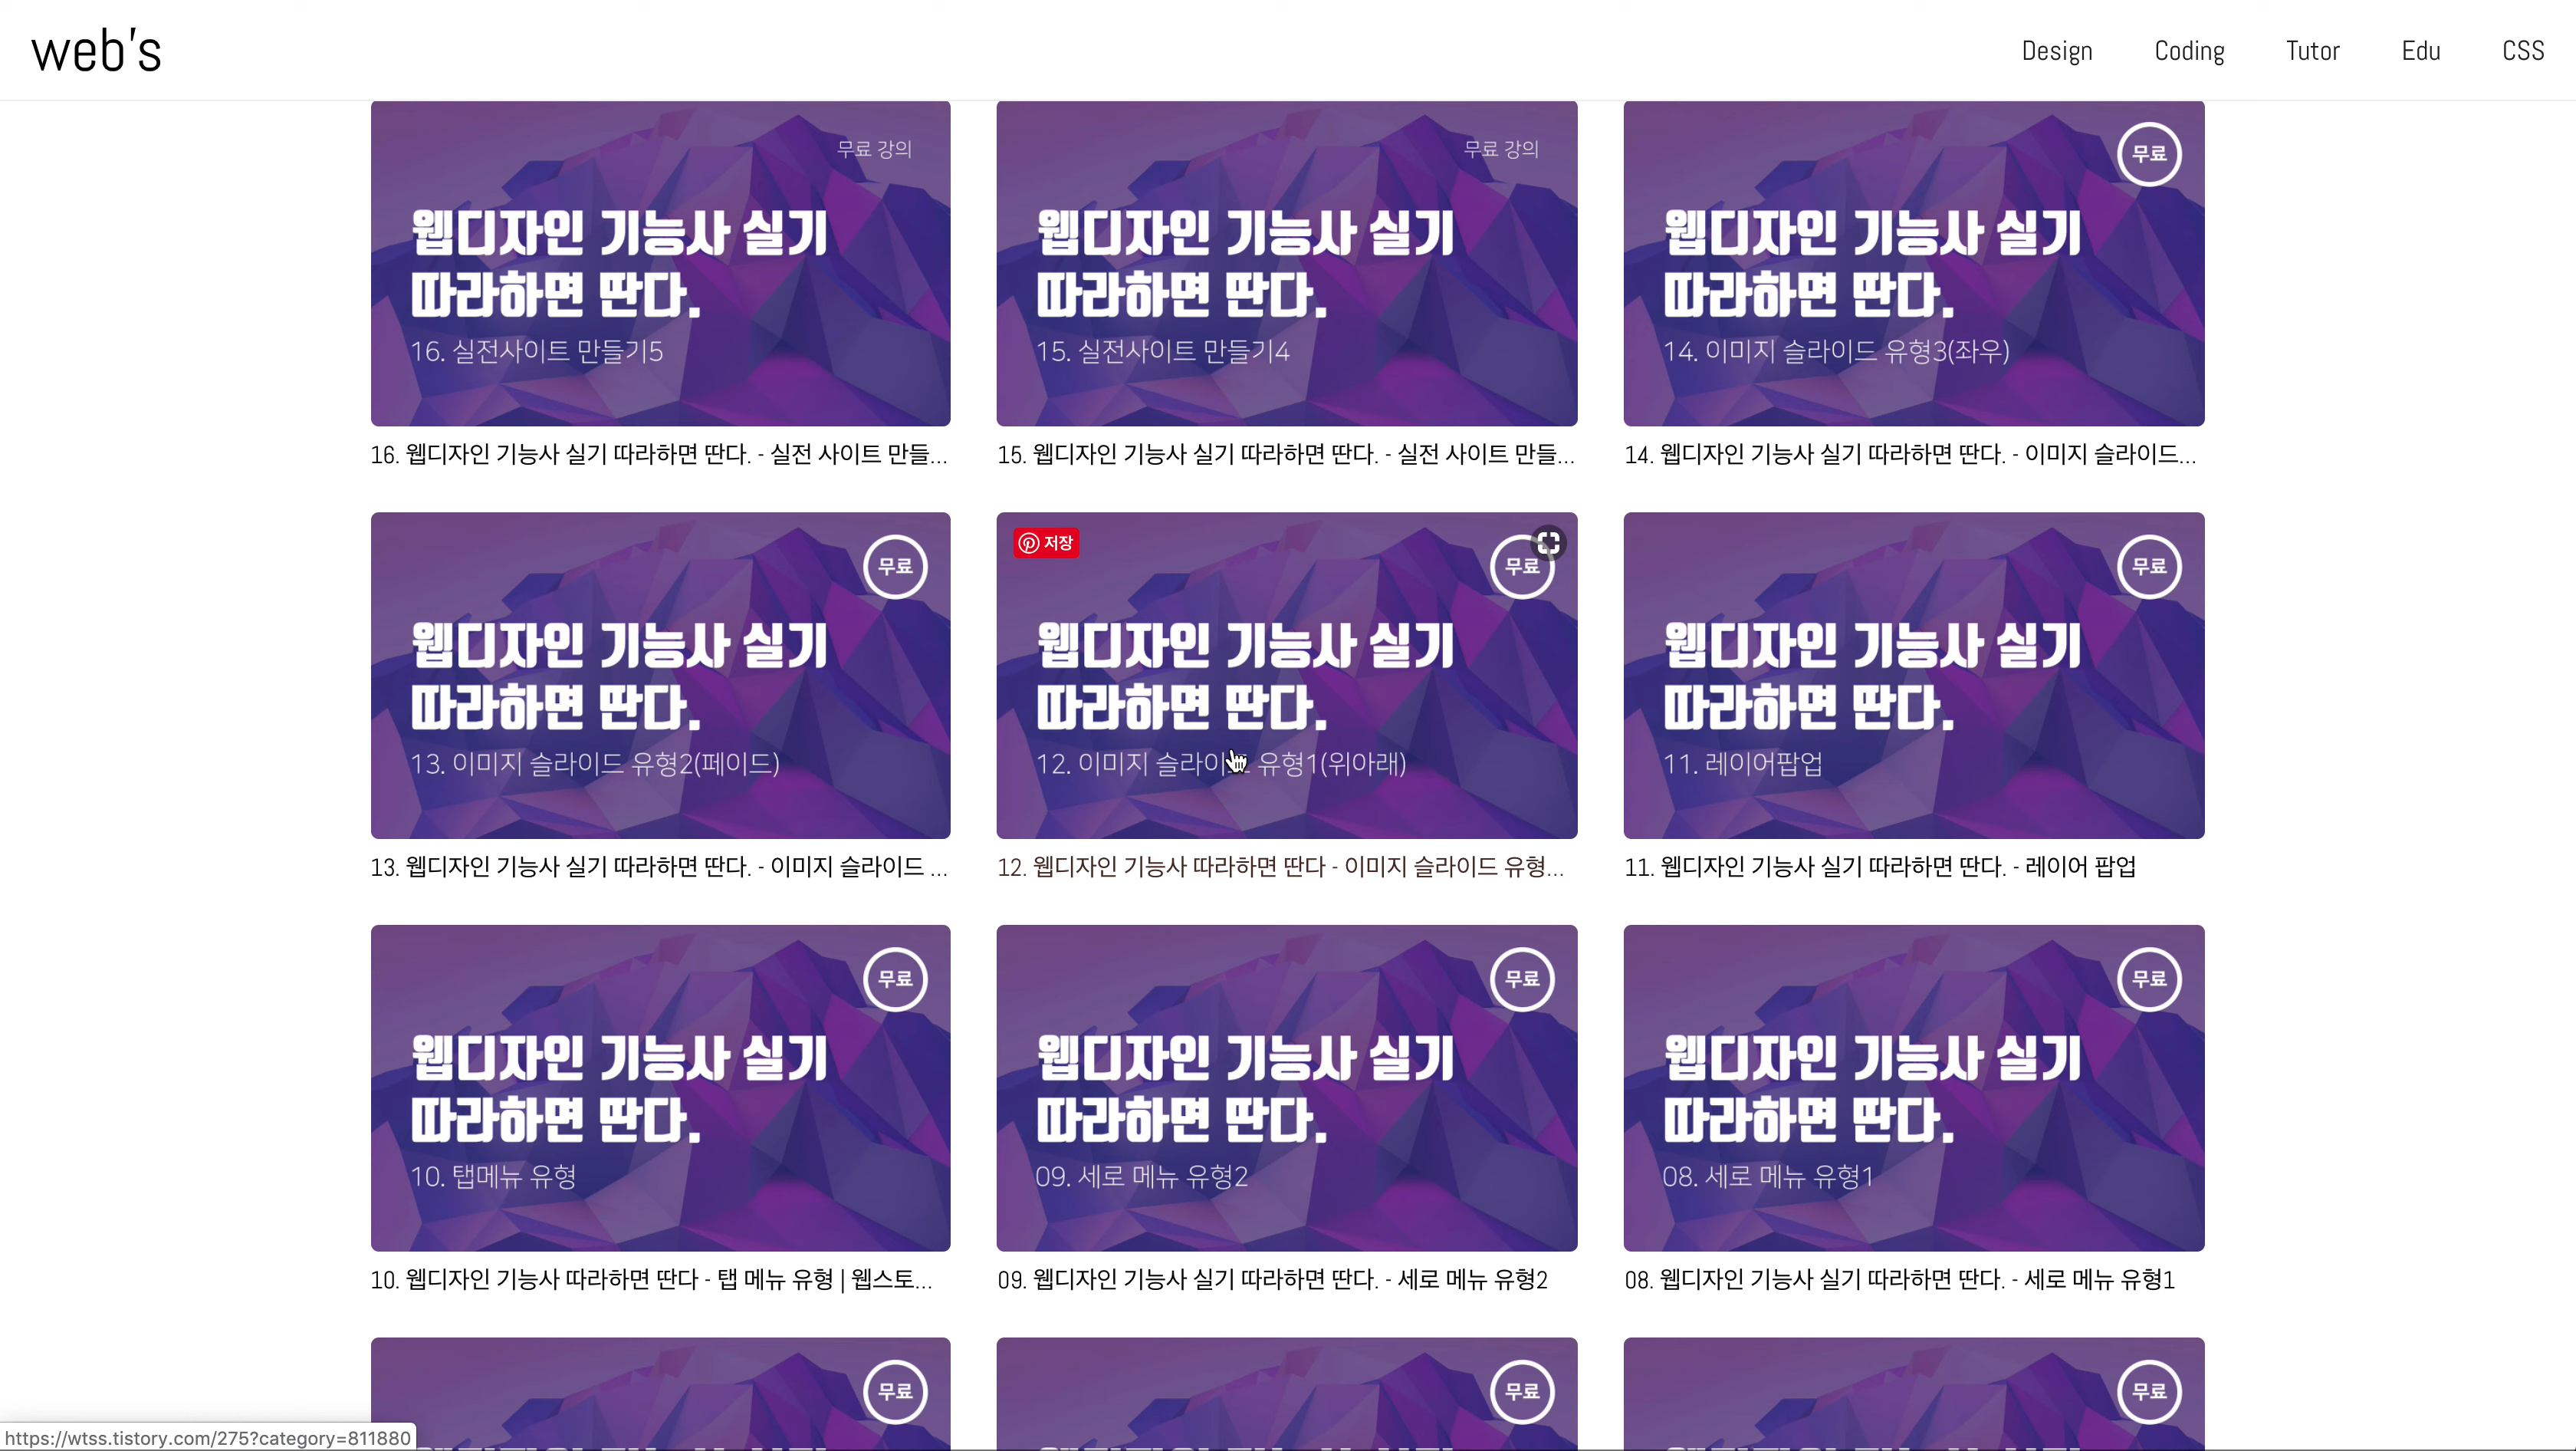 web's
Design
Coding
Tutor
Edu
CSS
무료 강의
웹디자인 기능사 실기
따라하면 딴다.
16. 실전사이트 만들기5
16. 웹디자인 기능사 실기 따라하면 딴다. - 실전 사이트 만들...
무료 강의
웹디자인 기능사 실기
따라하면 딴다.
15. 실전사이트 만들기4
15. 웹디자인 기능사 실기 따라하면 딴다. - 실전 사이트 만들...
무료
웹디자인 기능사 실기
따라하면 딴다.
14. 이미지 슬라이드 유형3(좌우)
14. 웹디자인 기능사 실기 따라하면 딴다. - 이미지 슬라이드...
무료
웹디자인 기능사 실기
따라하면 딴다.
13. 이미지 슬라이드 유형2(페이드)
13. 웹디자인 기능사 실기 따라하면 딴다. - 이미지 슬라이드 ...
저장
무료
웹디자인 기능사 실기
따라하면 딴다.
12. 이미지 유형1(위아래)
12. 웹디자인 기능사 따라하면 딴다 - 이미지 슬라이드 유형...
무료
웹디자인 기능사 실기
따라하면 딴다.
11. 레이어팝업
11. 웹디자인 기능사 실기 따라하면 딴다. - 레이어 팝업
무료
웹디자인 기능사 실기
따라하면 딴다.
10. 탭메뉴 유형
10. 웹디자인 기능사 따라하면 딴다 - 탭 메뉴 유형 | 웹스토...
무료
웹디자인 기능사 실기
따라하면 딴다.
09. 세로 메뉴 유형2
09. 웹디자인 기능사 실기 따라하면 딴다. - 세로 메뉴 유형2
무료
웹디자인 기능사 실기
따라하면 딴다.
08. 세로 메뉴 유형1
08. 웹디자인 기능사 실기 따라하면 딴다. - 세로 메뉴 유형1
무료
무료
무료
https://wtss.tistory.com/275?category=811880